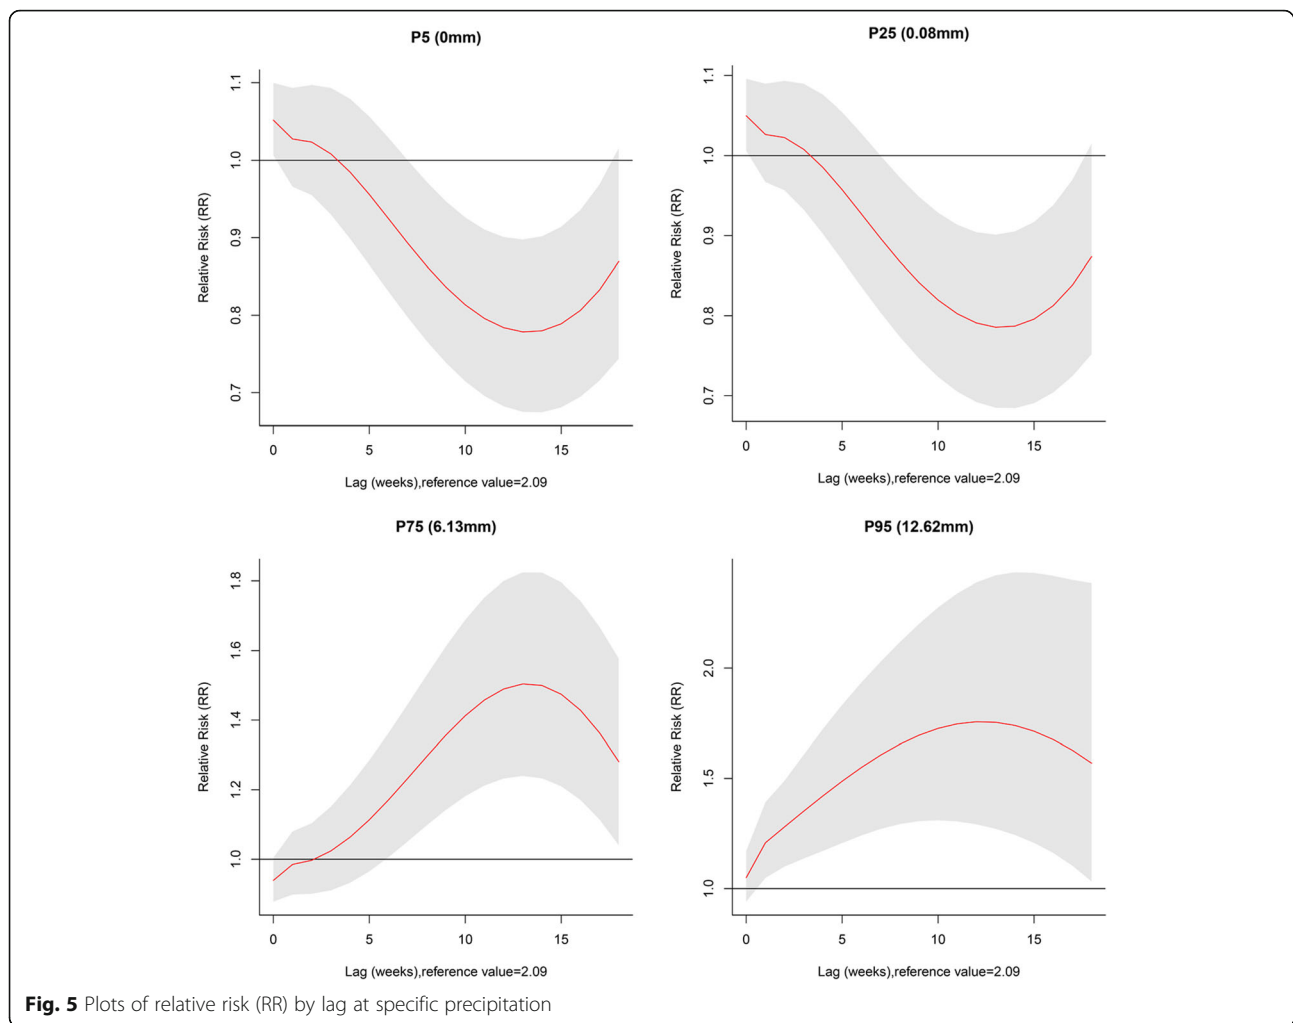 P5 (0mm)
Relative Risk (RR)
1.1
1.0
0.9
0.8
0.7
0 5 10 15
Lag (weeks),reference value=2.09
P25 (0.08mm)
Relative Risk (RR)
1.1
1.0
0.9
0.8
0.7
0 5 10 15
Lag (weeks),reference value=2.09
P75 (6.13mm)
Relative Risk (RR)
1.8
1.6
1.4
1.2
1.0
0 5 10 15
Lag (weeks),reference value=2.09
P95 (12.62mm)
Relative Risk (RR)
2.0
1.5
1.0
0 5 10 15
Lag (weeks),reference value=2.09
Fig. 5 Plots of relative risk (RR) by lag at specific precipitation